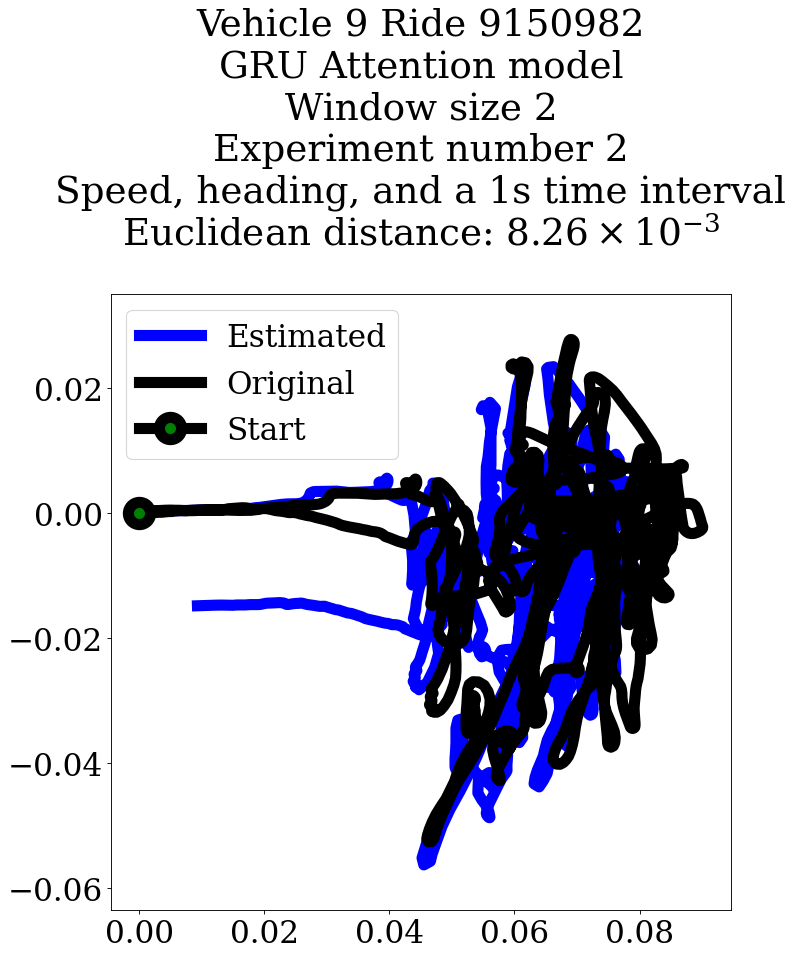 Vehicle 9 Ride 9150982
GRU Attention model
Window size 2
Experiment number 2
Speed, heading, and a 1s time interval
Euclidean distance: 8.26 × 10⁻³
Estimated
Original
Start
0.02
0.00
−0.02
−0.04
−0.06
0.00 0.02 0.04 0.06 0.08